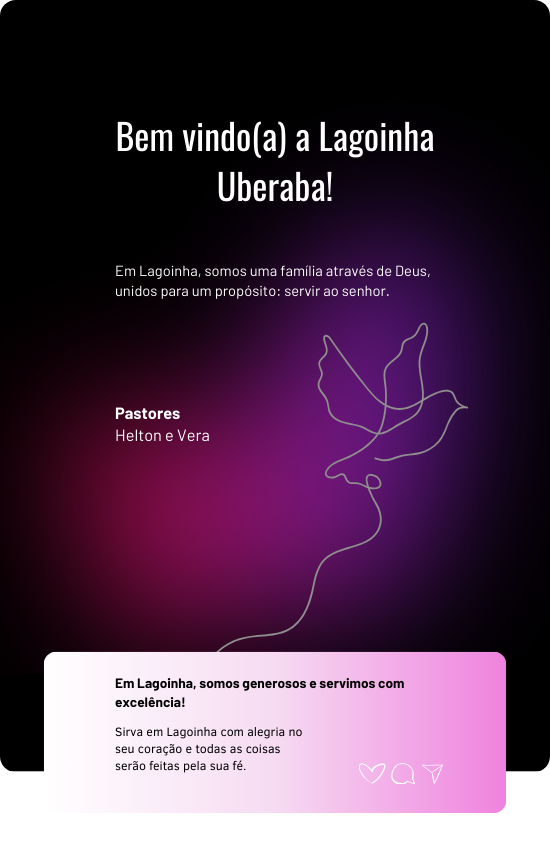 Bem vindo(a) a Lagoinha
Uberaba!
Em Lagoinha, somos uma família através de Deus,
unidos para um propósito: servir ao senhor.
Pastores
Helton e Vera
Em Lagoinha, somos generosos e servimos com
excelência!
Sirva em Lagoinha com alegria no
seu coração e todas as coisas
serão feitas pela sua fé.